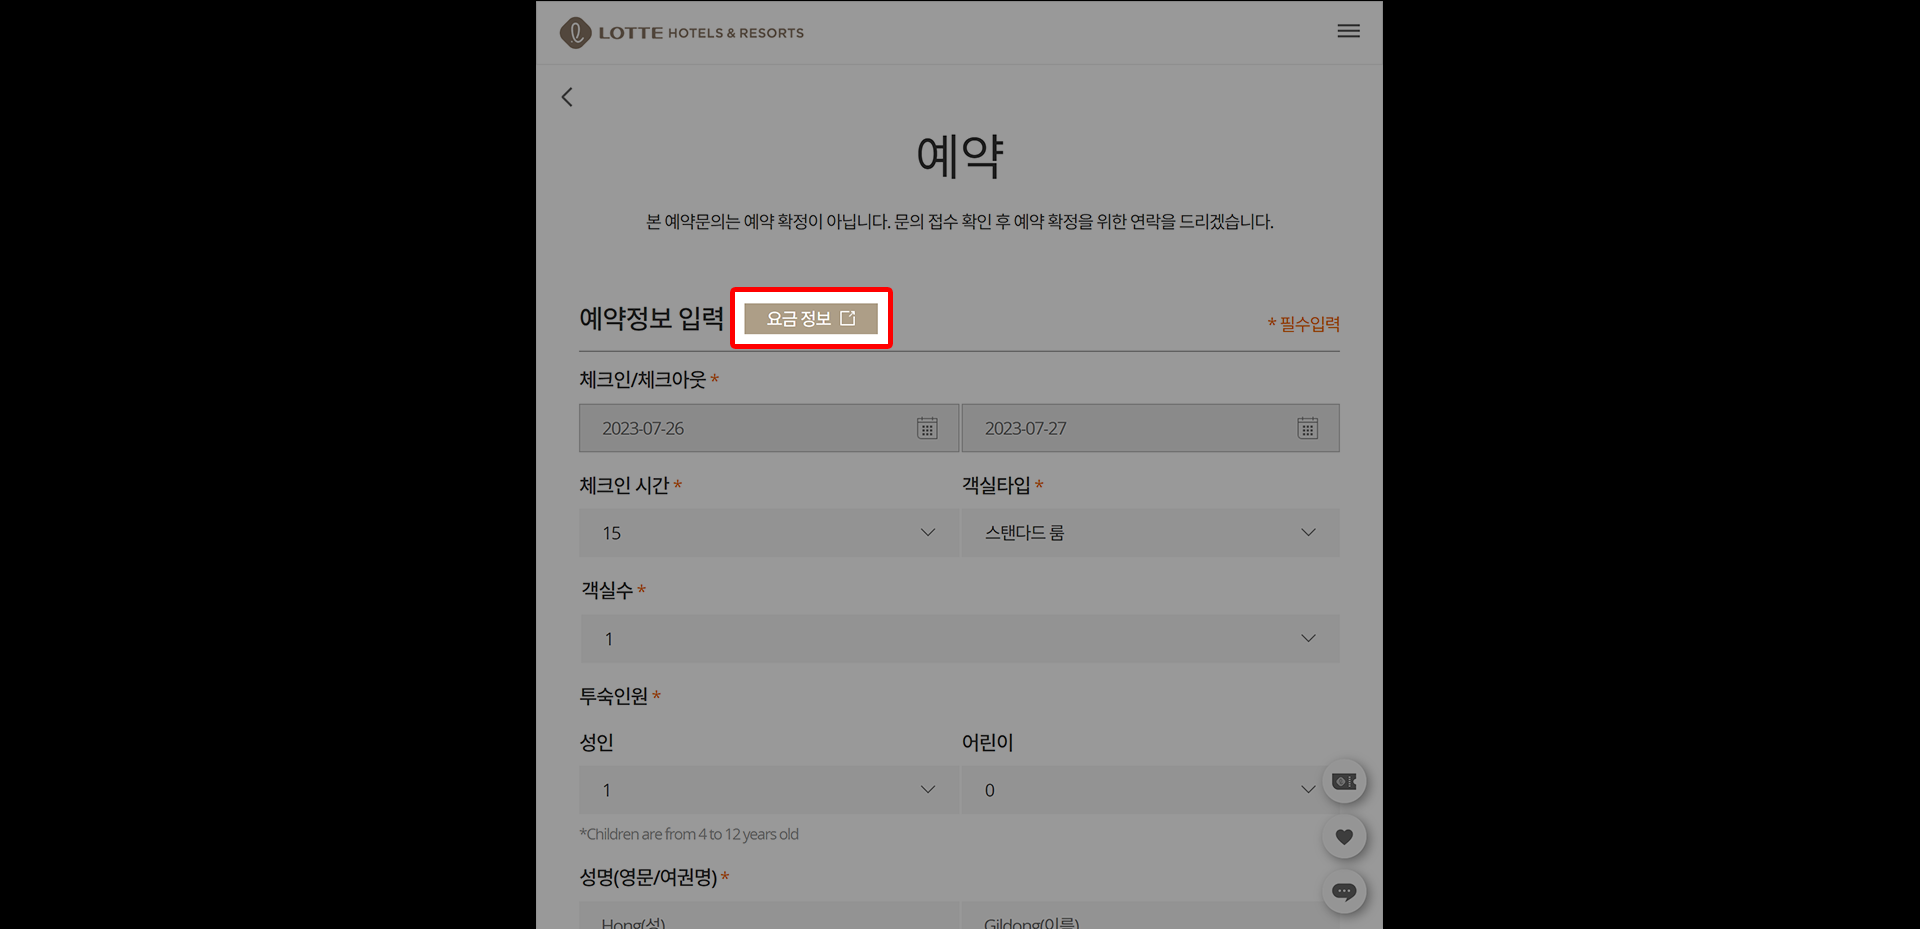 LOTTE HOTELS & RESORTS
예약
본 예약문의는 예약 확정이 아닙니다. 문의 접수 확인 후 예약 확정을 위한 연락을 드리겠습니다.
예약정보 입력 요금 정보 * 필수입력
체크인/체크아웃 *
2023-07-26 2023-07-27
체크인 시간 * 객실타입 *
15 스탠다드 룸
객실수 *
1
투숙인원 *
성인 어린이
1 0
*Children are from 4 to 12 years old
성명(영문/여권명) *
Hong(성) Gildong(이름)